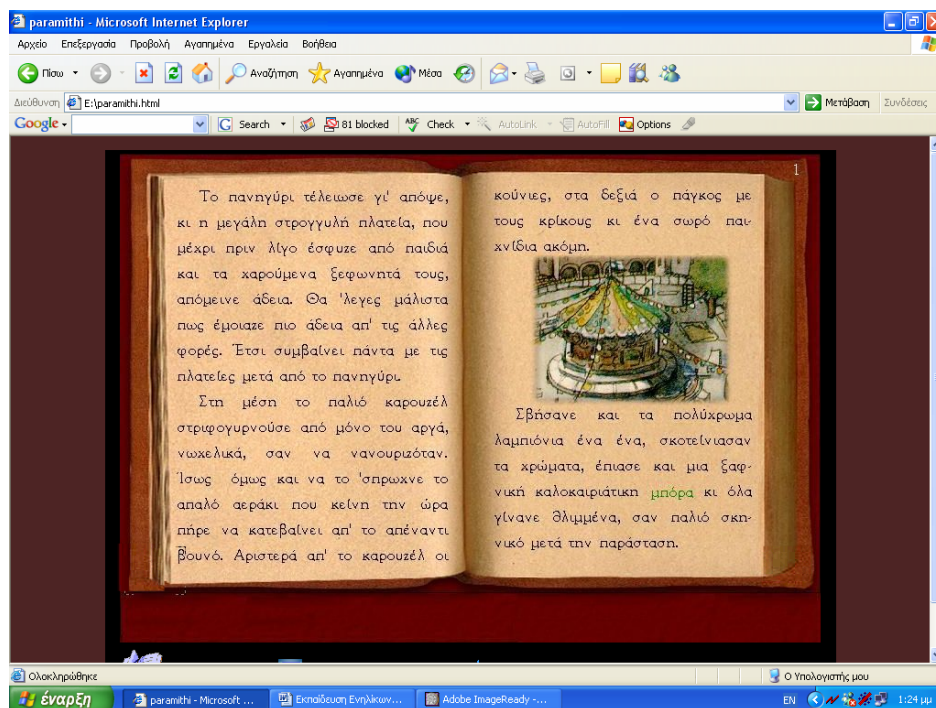 paramithi - Microsoft Internet Explorer
Αρχείο Επεξεργασία Προβολή Αγαπημένα Εργαλεία Βοήθεια
Πίσω Αναζήτηση Αγαπημένα Μέσα
Διεύθυνση E:\paramithi.html Μετάβαση Συνδέσεις
Google Search 81 blocked ABC Check AutoLink AutoFill Options
1
Το πανηγύρι τέλειωσε γι' απόψε,
κι η μεγάλη στρογγυλή πλατεία, που
μέχρι πριν λίγο έσφυζε από παιδιά
και τα χαρούμενα ξεφωνητά τους,
απόμεινε άδεια. Θα 'λεγες μάλιστα
πως έμοιαζε πιο άδεια απ' τις άλλες
φορές. Έτσι συμβαίνει πάντα με τις
πλατείες μετά από το πανηγύρι.
Στη μέση το παλιό καρουζέλ
στριφογυρνούσε από μόνο του αργά,
νωχελικά, σαν να νανουριζόταν.
Ίσως όμως και να το 'σπρωχνε το
απαλό αεράκι που κείνη την ώρα
πήρε να κατεβαίνει απ' το απέναντι
βουνό. Αριστερά απ' το καρουζέλ οι
κούνιες, στα δεξιά ο πάγκος με
τους κρίκους κι ένα σωρό παι-
χνίδια ακόμη.
Σβήσανε και τα πολύχρωμα
λαμπιόνια ένα ένα, σκοτείνιασαν
τα χρώματα, έπιασε και μια ξαφ-
νική καλοκαιριάτικη μπόρα κι όλα
γίνανε θλιμμένα, σαν παλιό σκη-
νικό μετά την παράσταση.
Ολοκληρώθηκε Ο Υπολογιστής μου
έναρξη paramithi - Microsoft ... Εκπαίδευση Ενηλίκων... Adobe ImageReady -... EN 1:24 μμ